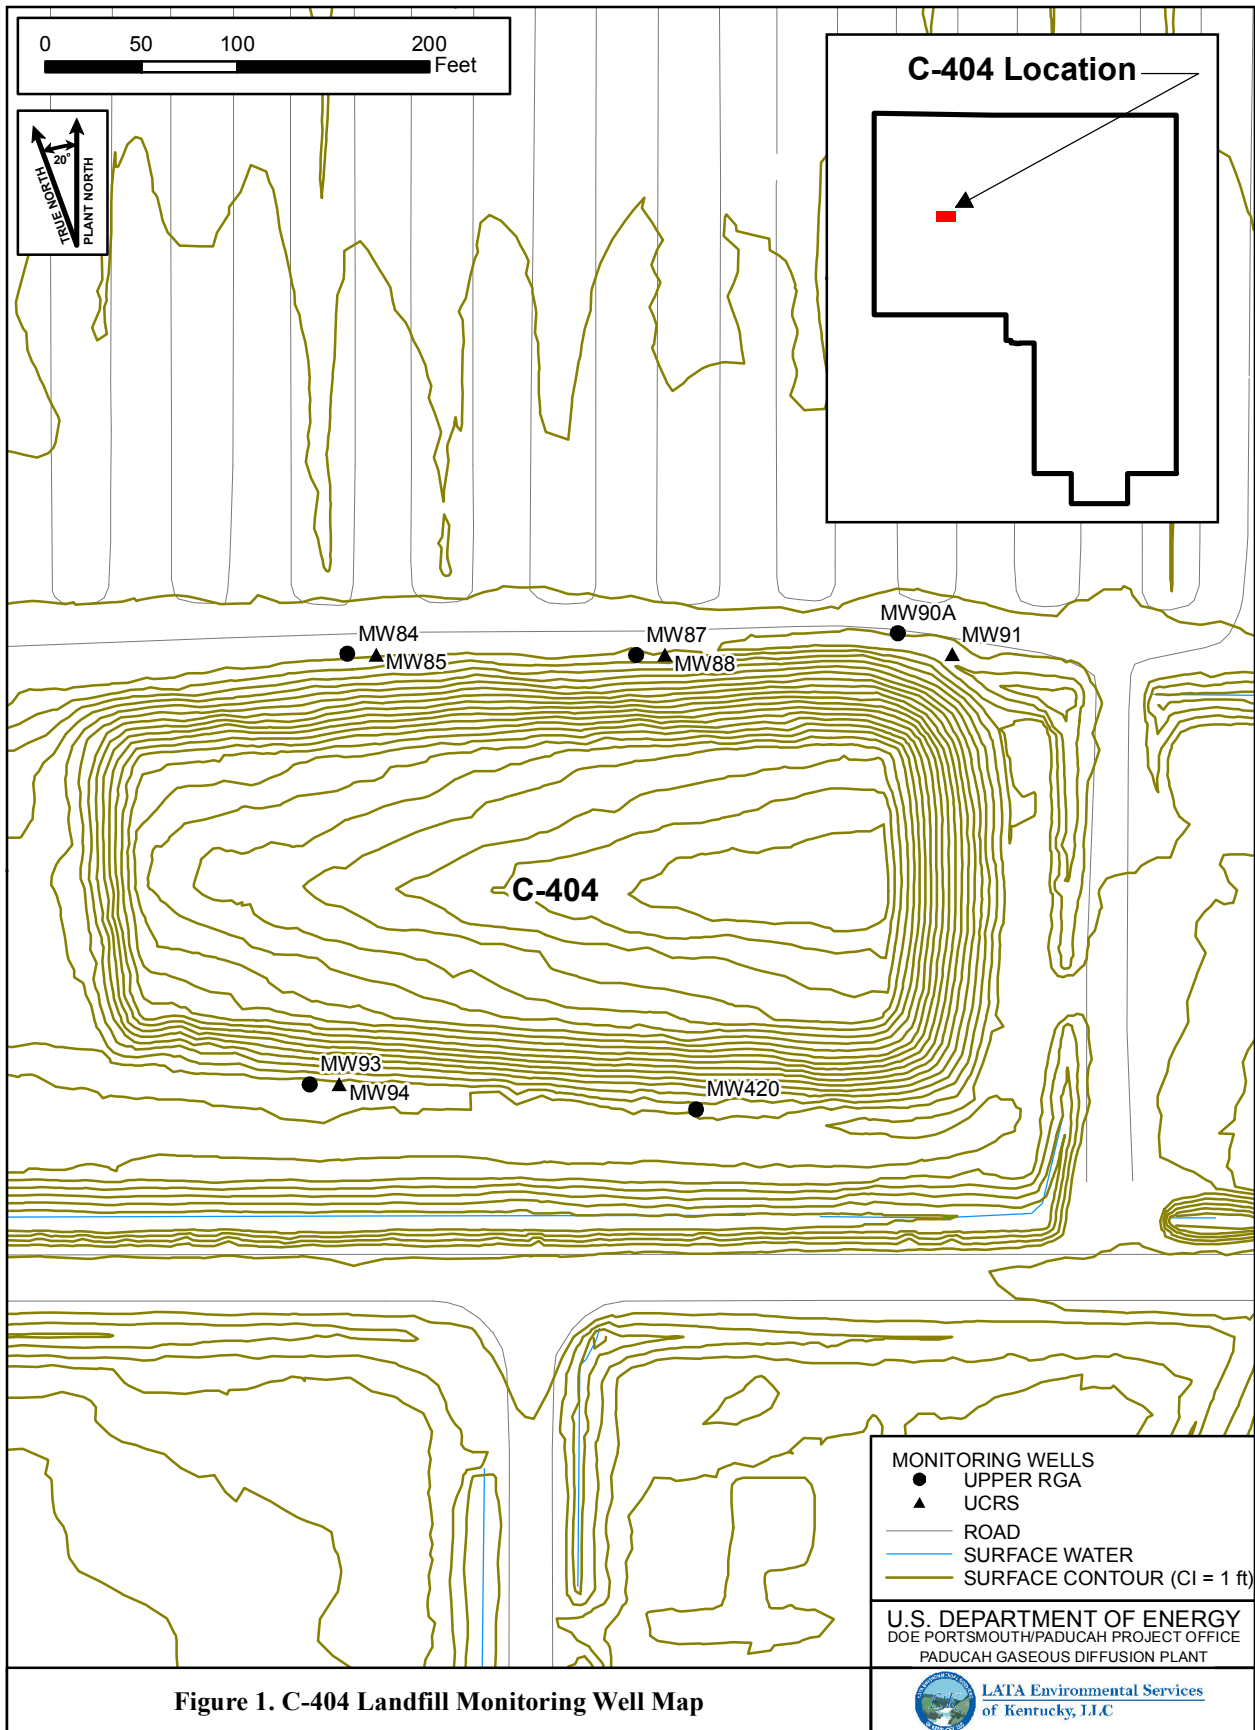 0 50 100 200
Feet
C-404 Location
20°
TRUE NORTH
PLANT NORTH
MW90A
MW84
MW87
MW91
MW85
MW88
C-404
MW93
MW94
MW420
MONITORING WELLS
UPPER RGA
UCRS
ROAD
SURFACE WATER
SURFACE CONTOUR (CI = 1 ft)
U.S. DEPARTMENT OF ENERGY
DOE PORTSMOUTH/PADUCAH PROJECT OFFICE
PADUCAH GASEOUS DIFFUSION PLANT
Figure 1. C-404 Landfill Monitoring Well Map
LATA Environmental Services
of Kentucky, LLC